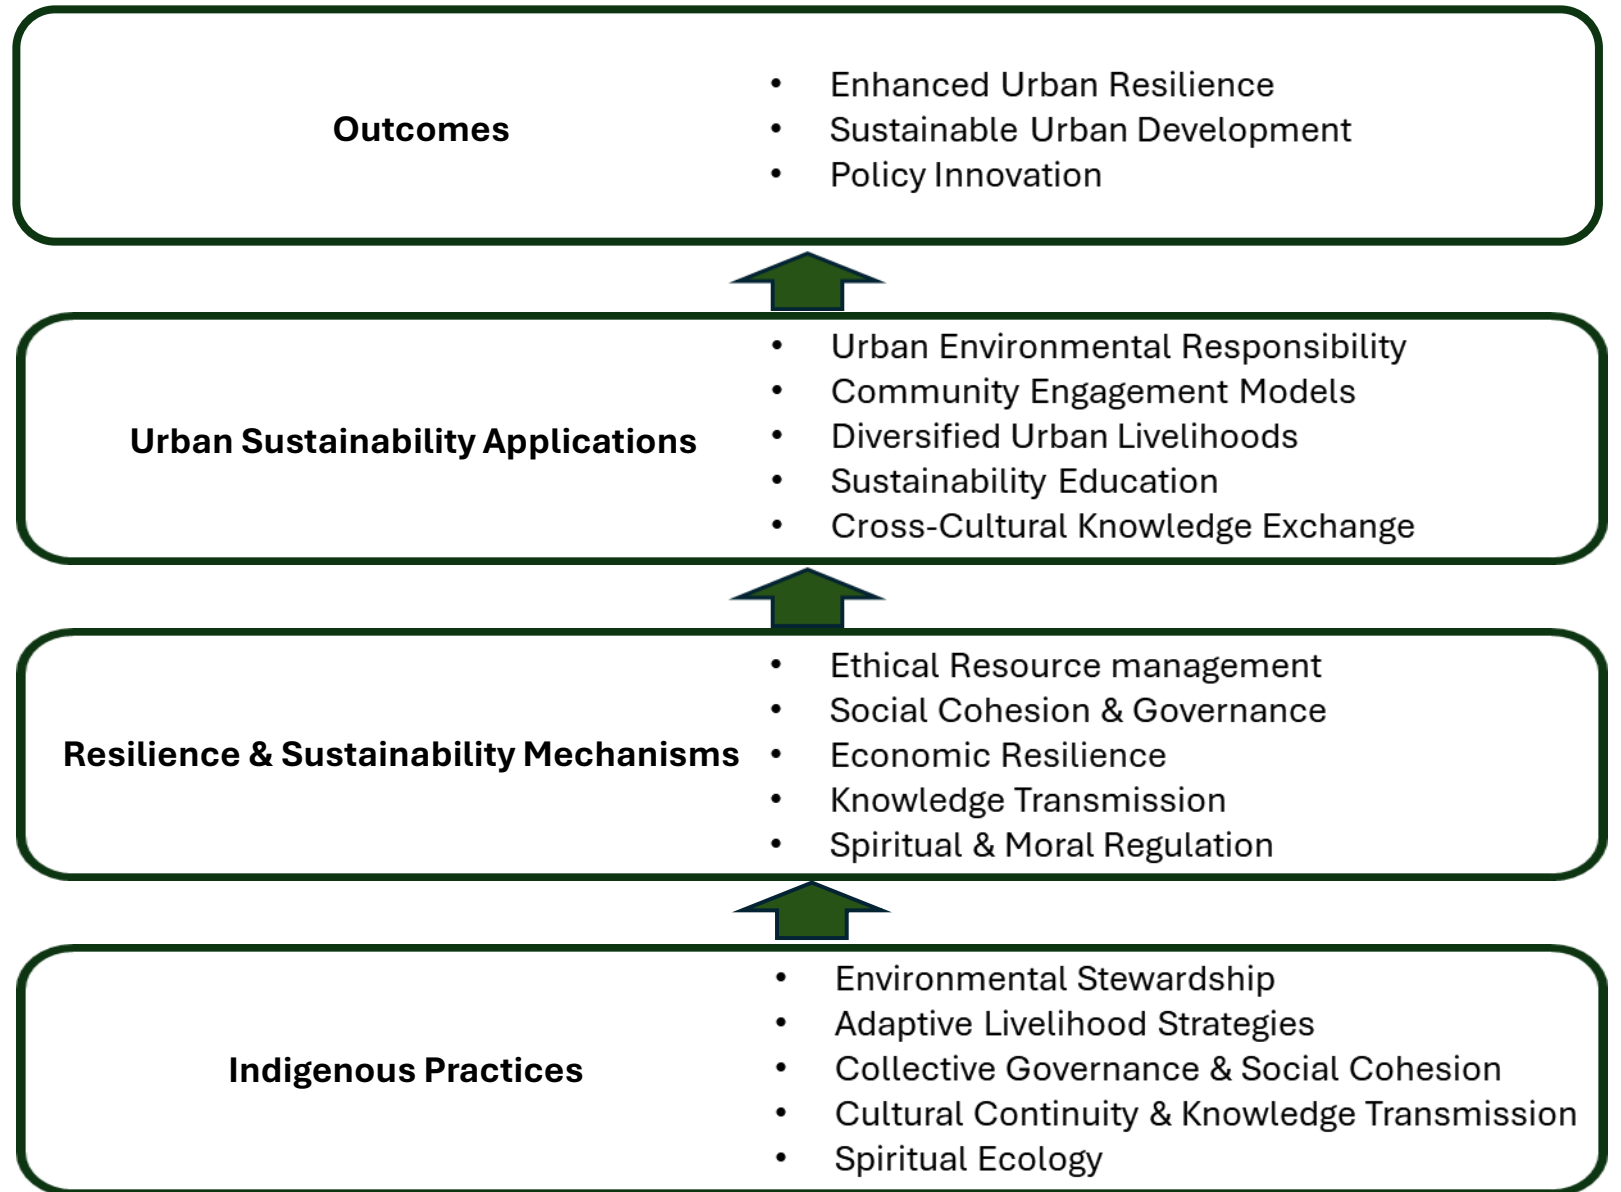 Outcomes
• Enhanced Urban Resilience
• Sustainable Urban Development
• Policy Innovation
Urban Sustainability Applications
• Urban Environmental Responsibility
• Community Engagement Models
• Diversified Urban Livelihoods
• Sustainability Education
• Cross-Cultural Knowledge Exchange
Resilience & Sustainability Mechanisms
• Ethical Resource management
• Social Cohesion & Governance
• Economic Resilience
• Knowledge Transmission
• Spiritual & Moral Regulation
Indigenous Practices
• Environmental Stewardship
• Adaptive Livelihood Strategies
• Collective Governance & Social Cohesion
• Cultural Continuity & Knowledge Transmission
• Spiritual Ecology